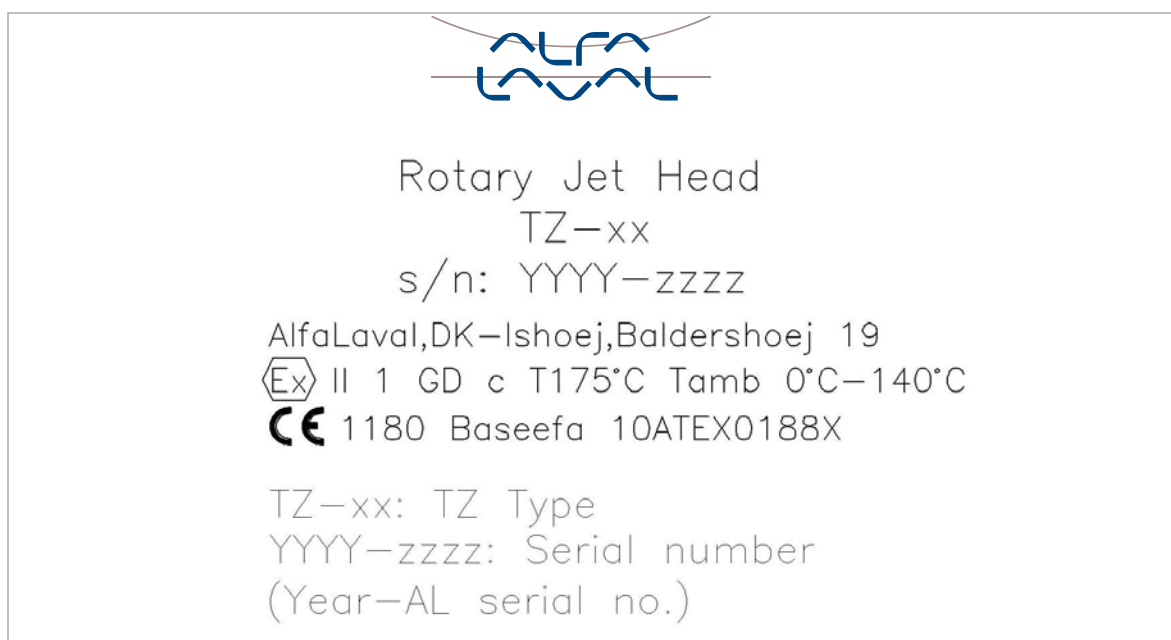 ALFA
LAVAL
Rotary Jet Head
TZ-xx
s/n: YYYY-zzzz
AlfaLaval,DK-Ishoej,Baldershoej 19
Ex II 1 GD c T175°C Tamb 0°C-140°C
CE 1180 Baseefa 10ATEX0188X
TZ-xx: TZ Type
YYYY-zzzz: Serial number
(Year-AL serial no.)